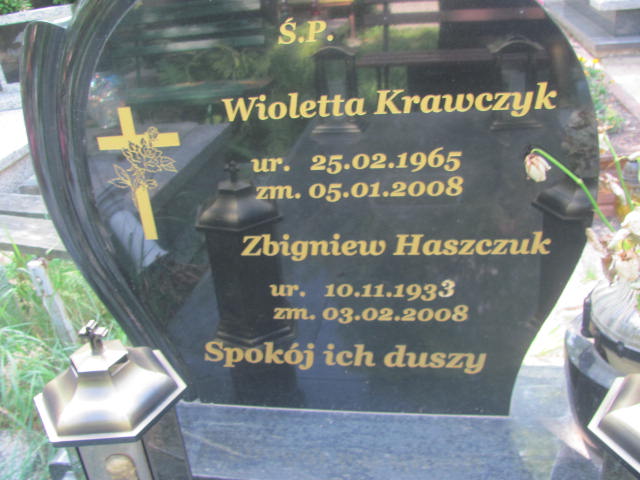 Ś.P.
Wioletta Krawczyk
ur. 25.02.1965
zm. 05.01.2008
Zbigniew Haszczuk
ur. 10.11.1933
zm. 03.02.2008
Spokój ich duszy